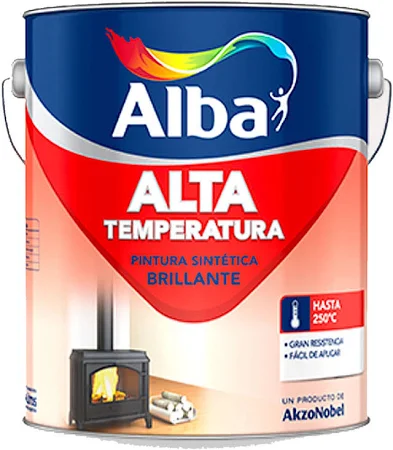 Alba
ALTA
TEMPERATURA
PINTURA SINTÉTICA
BRILLANTE
HASTA
250°C
• GRAN RESISTENCIA
• FÁCIL DE APLICAR
UN PRODUCTO DE
AkzoNobel